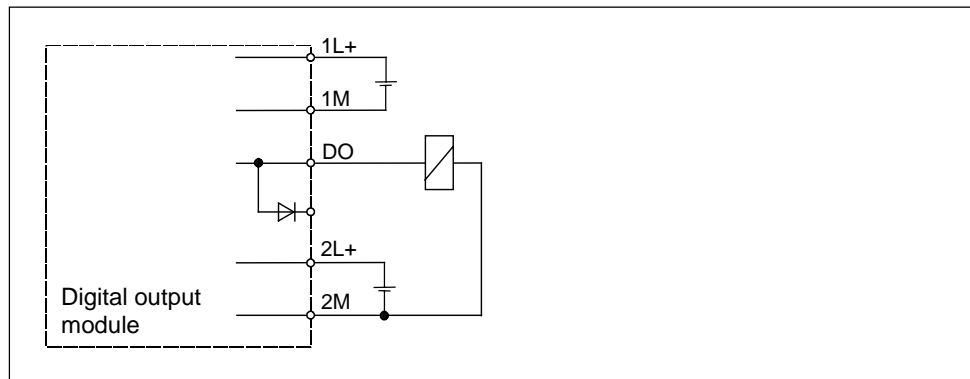 1L+
1M
DO
2L+
2M
Digital output
module